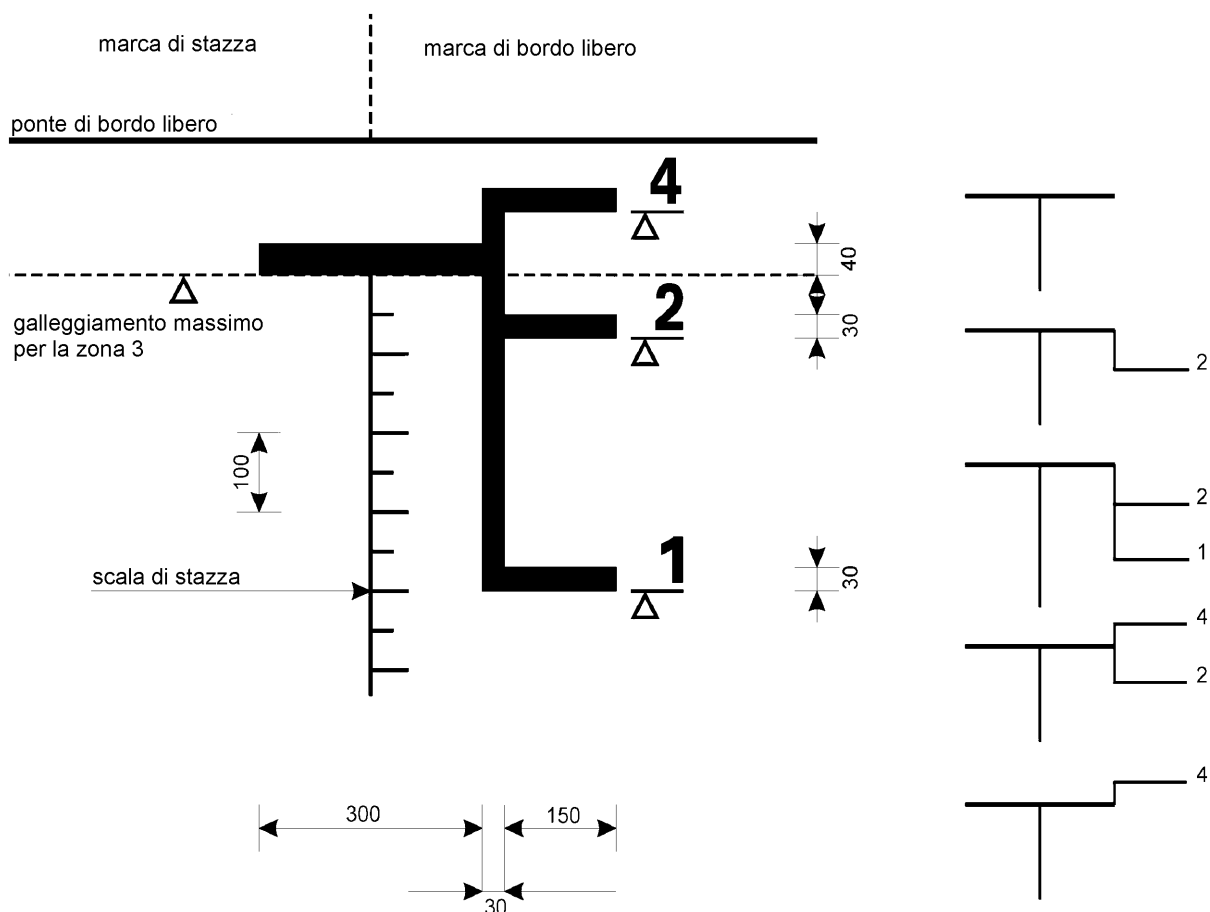 marca di stazza
marca di bordo libero
ponte di bordo libero
4
40
2
30
galleggiamento massimo
per la zona 3
2
100
2
1
1
30
scala di stazza
4
2
4
300
150
30